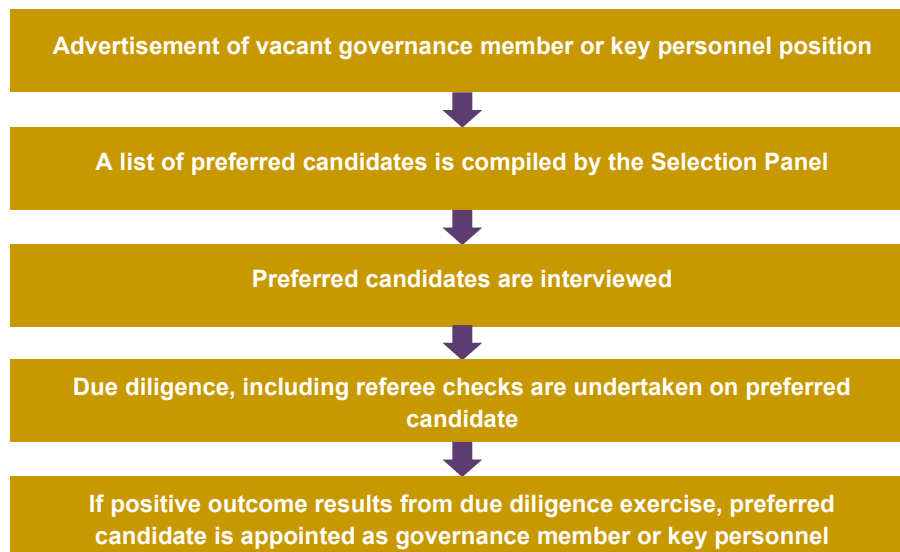 Advertisement of vacant governance member or key personnel position
A list of preferred candidates is compiled by the Selection Panel
Preferred candidates are interviewed
Due diligence, including referee checks are undertaken on preferred
candidate
If positive outcome results from due diligence exercise, preferred
candidate is appointed as governance member or key personnel